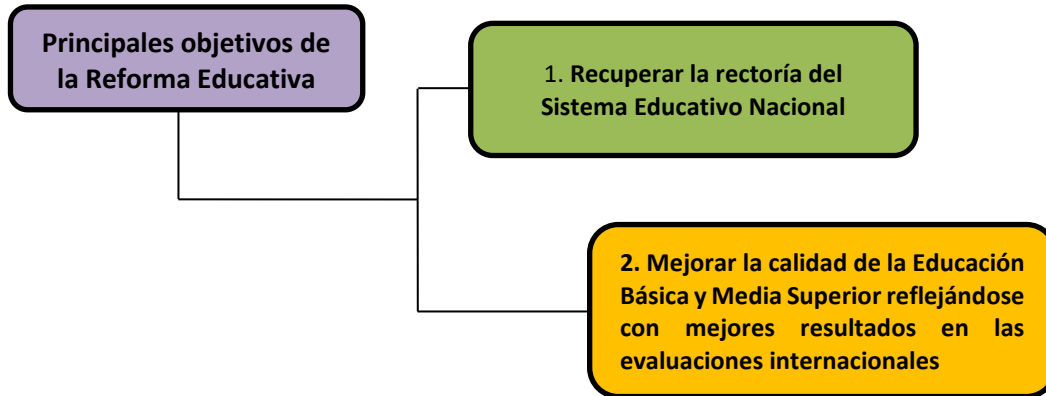 Principales objetivos de
la Reforma Educativa
1. Recuperar la rectoría del
Sistema Educativo Nacional
2. Mejorar la calidad de la Educación
Básica y Media Superior reflejándose
con mejores resultados en las
evaluaciones internacionales